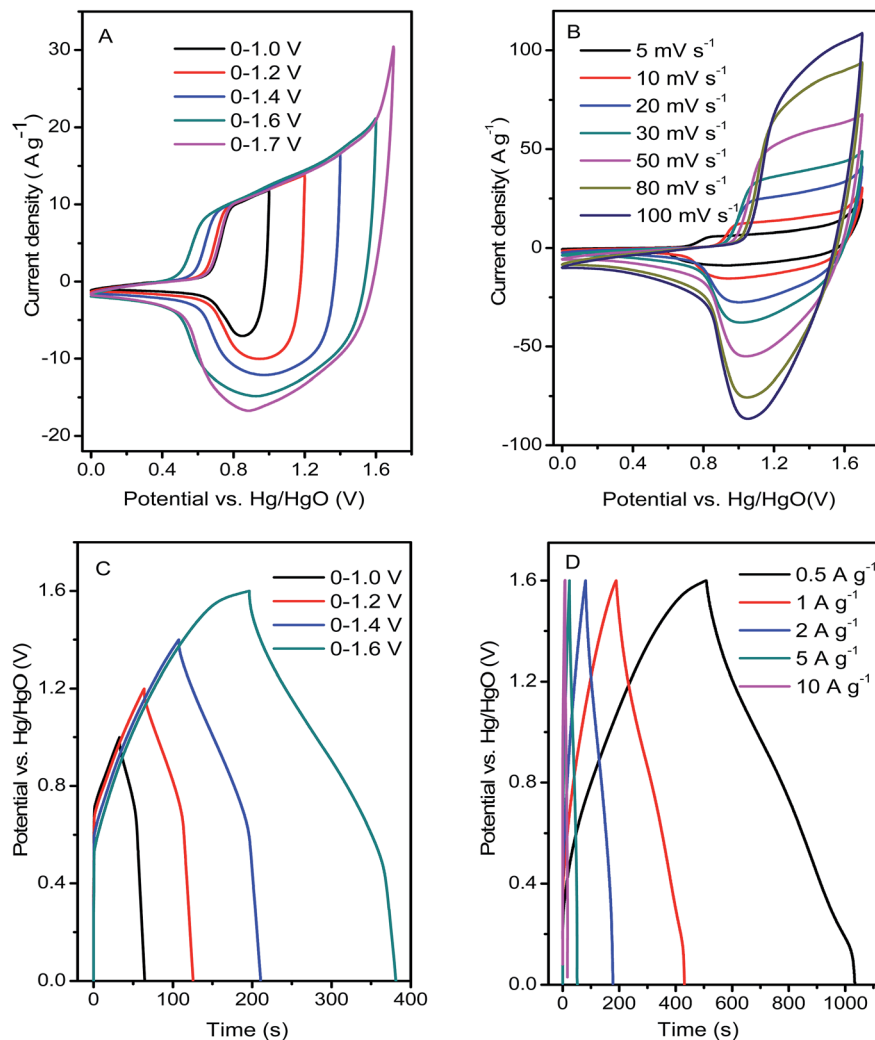 A
0-1.0 V
0-1.2 V
0-1.4 V
0-1.6 V
0-1.7 V
30
20
10
0
-10
-20
Current density( A g-1)
0.0 0.4 0.8 1.2 1.6
Potential vs. Hg/HgO (V)
B
5 mV s-1
10 mV s-1
20 mV s-1
30 mV s-1
50 mV s-1
80 mV s-1
100 mV s-1
100
50
0
-50
-100
Current density( A g-1)
0.0 0.4 0.8 1.2 1.6
Potential vs. Hg/HgO(V)
C
0-1.0 V
0-1.2 V
0-1.4 V
0-1.6 V
1.6
1.2
0.8
0.4
0.0
Potential vs. Hg/HgO (V)
0 100 200 300 400
Time (s)
D
0.5 A g-1
1 A g-1
2 A g-1
5 A g-1
10 A g-1
1.6
1.2
0.8
0.4
0.0
Potential vs. Hg/HgO (V)
0 200 400 600 800 1000
Time (s)